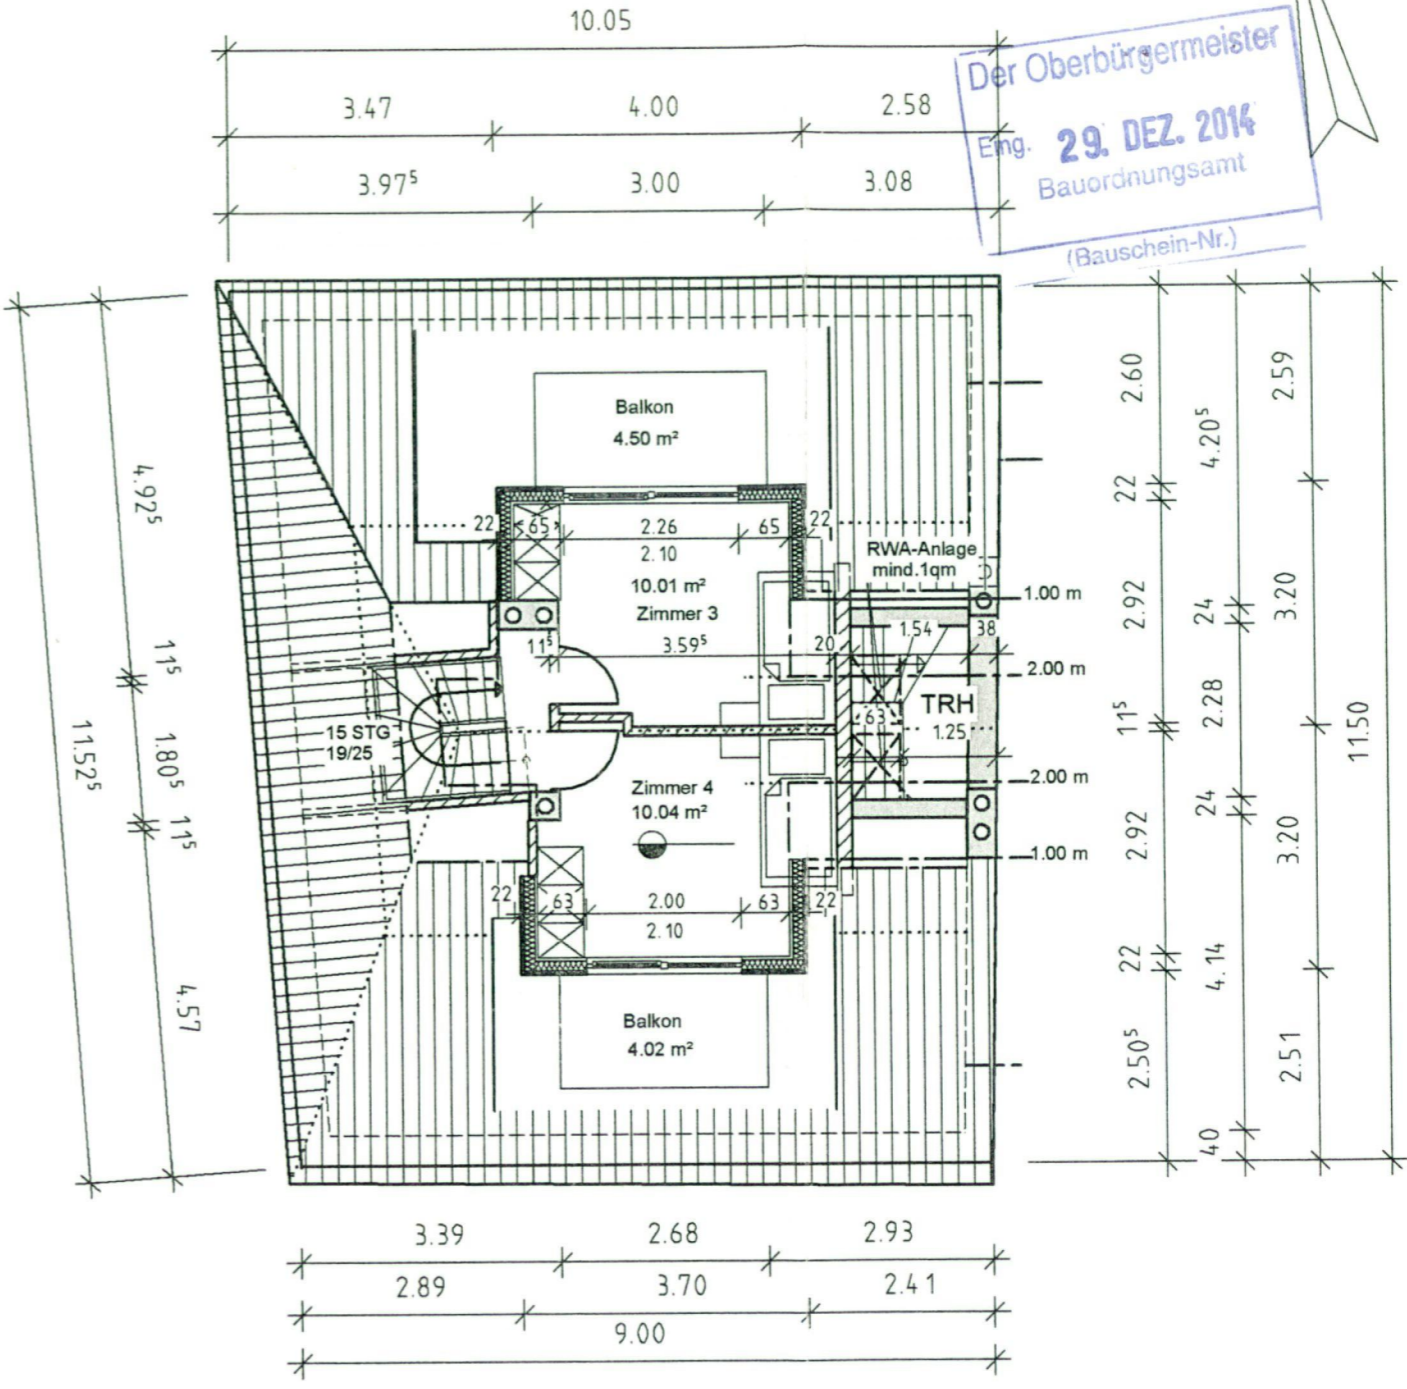 10.05
3.47
4.00
2.58
3.97⁵
3.00
3.08
Der Oberbürgermeister
Eing. 29. DEZ. 2014
Bauordnungsamt
(Bauschein-Nr.)
Balkon
4.50 m²
22
65
2.26
65
22
2.10
10.01 m²
Zimmer 3
3.59⁵
11⁵
20
RWA-Anlage
mind.1qm
1.00 m
1.54
38
2.00 m
TRH
63
1.25
2.00 m
1.00 m
15 STG
19/25
Zimmer 4
10.04 m²
22
63
2.00
63
22
2.10
Balkon
4.02 m²
4.92⁵
11⁵
1.80⁵
11⁵
4.57
11.52⁵
2.60
22
2.92
11⁵
2.92
22
2.50⁵
4.20⁵
24
2.28
24
4.14
40
2.59
3.20
3.20
2.51
11.50
3.39
2.68
2.93
2.89
3.70
2.41
9.00